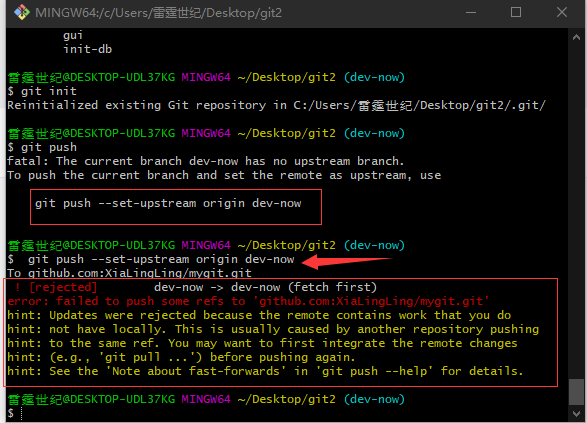 MINGW64:/c/Users/雷霆世纪/Desktop/git2
gui
init-db
雷霆世纪@DESKTOP-UDL37KG MINGW64 ~/Desktop/git2 (dev-now)
$ git init
Reinitialized existing Git repository in C:/Users/雷霆世纪/Desktop/git2/.git/
雷霆世纪@DESKTOP-UDL37KG MINGW64 ~/Desktop/git2 (dev-now)
$ git push
fatal: The current branch dev-now has no upstream branch.
To push the current branch and set the remote as upstream, use
git push --set-upstream origin dev-now
雷霆世纪@DESKTOP-UDL37KG MINGW64 ~/Desktop/git2 (dev-now)
$ git push --set-upstream origin dev-now
To github.com:XiaLingLing/mygit.git
! [rejected] dev-now -> dev-now (fetch first)
error: failed to push some refs to 'github.com:XiaLingLing/mygit.git'
hint: Updates were rejected because the remote contains work that you do
hint: not have locally. This is usually caused by another repository pushing
hint: to the same ref. You may want to first integrate the remote changes
hint: (e.g., 'git pull ...') before pushing again.
hint: See the 'Note about fast-forwards' in 'git push --help' for details.
雷霆世纪@DESKTOP-UDL37KG MINGW64 ~/Desktop/git2 (dev-now)
$